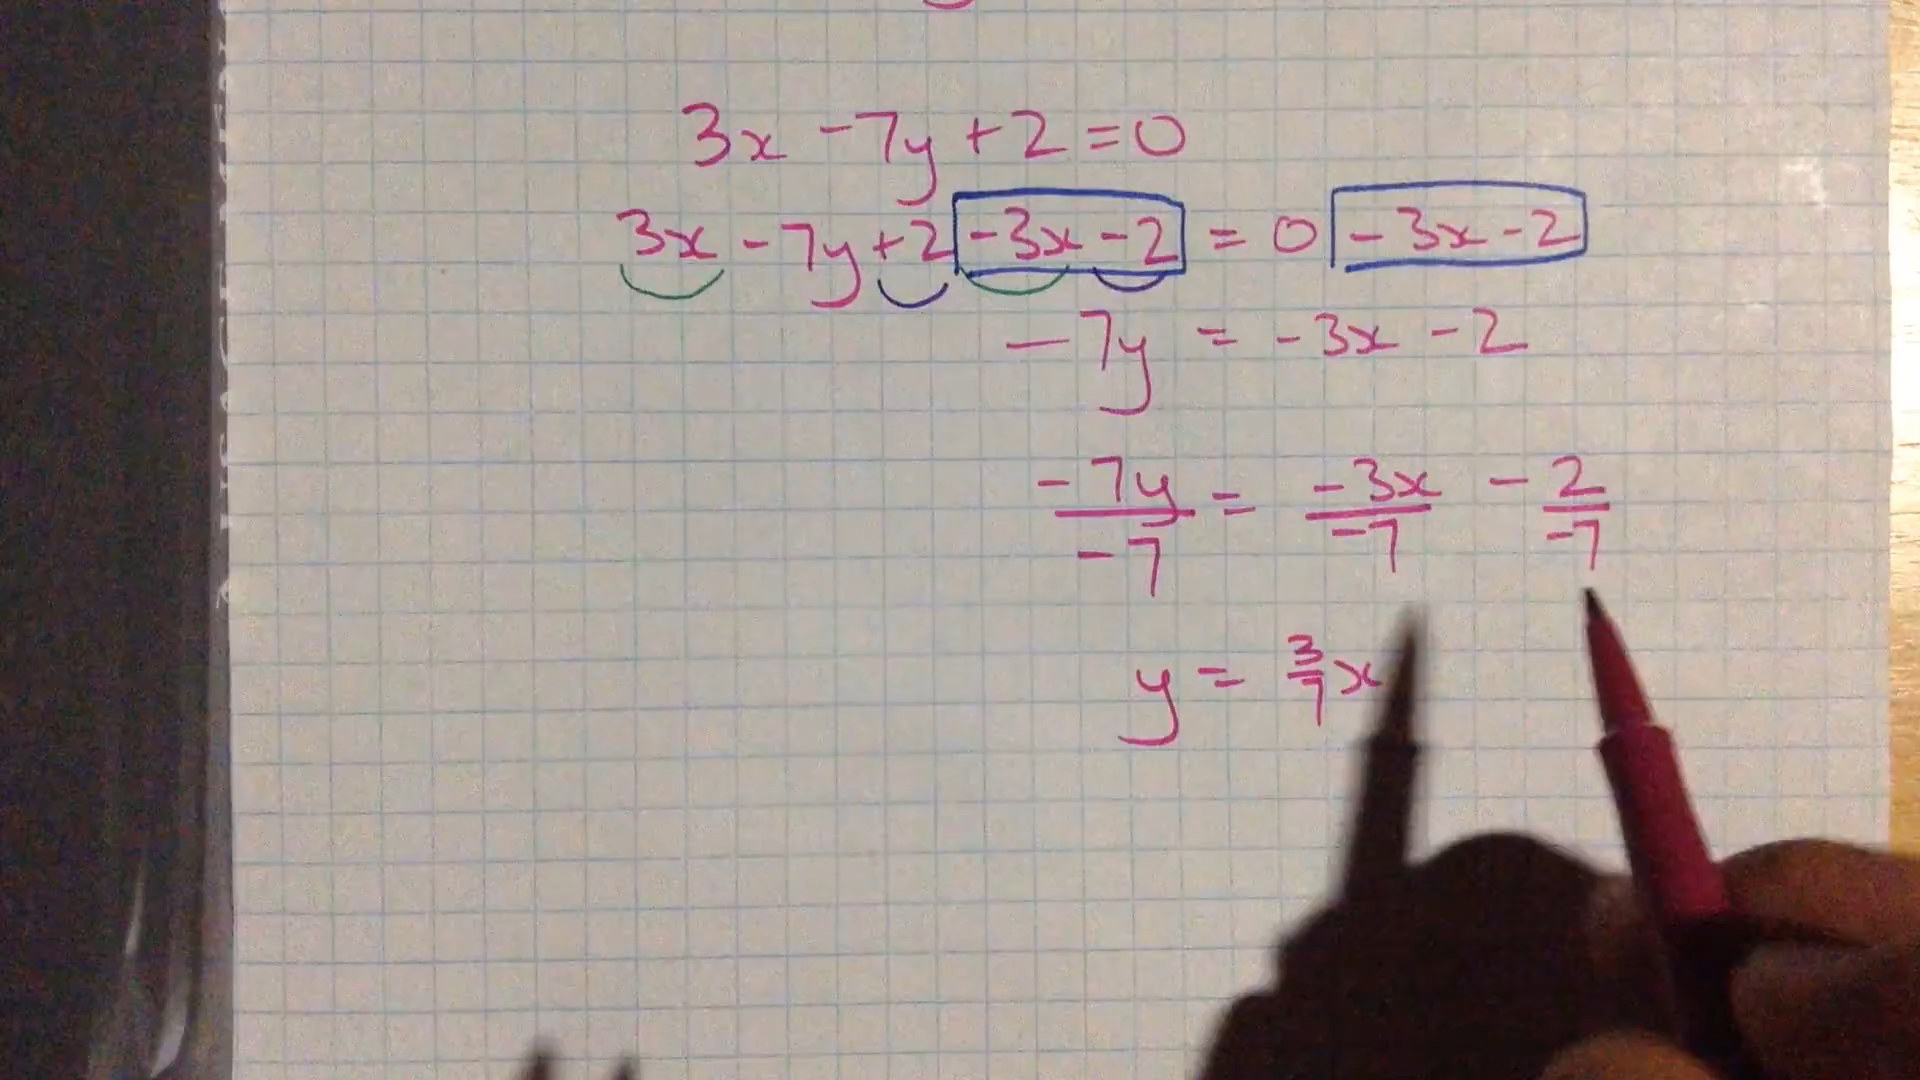 3x - 7y + 2 = 0
3x - 7y + 2 - 3x - 2 = 0 - 3x - 2
- 7y = - 3x - 2
- 7y / - 7 = - 3x / - 7 - 2 / - 7
y = 3/7 x